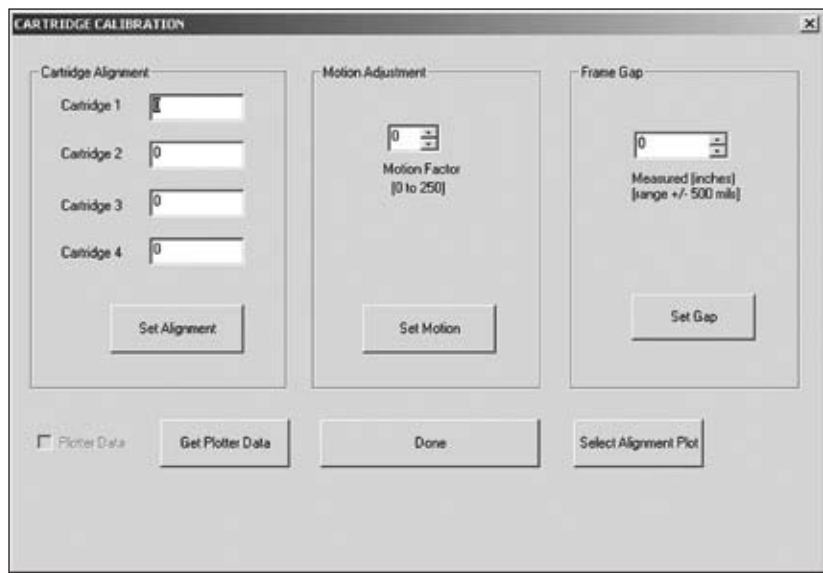 CARTRIDGE CALIBRATION
Cartridge Alignment
Cartridge 1
Cartridge 2 0
Cartridge 3 0
Cartridge 4 0
Set Alignment
Motion Adjustment
0
Motion Factor
[0 to 250]
Set Motion
Frame Gap
0
Measured [inches]
[range +/- 500 mils]
Set Gap
Plotter Data
Get Plotter Data
Done
Select Alignment Plot